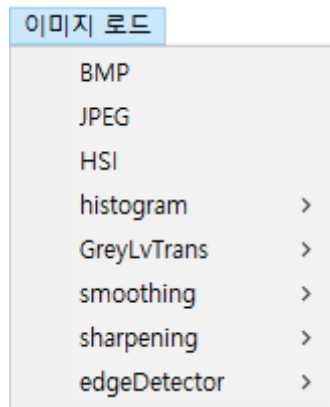 이미지 로드
BMP
JPEG
HSI
histogram
GreyLvTrans
smoothing
sharpening
edgeDetector